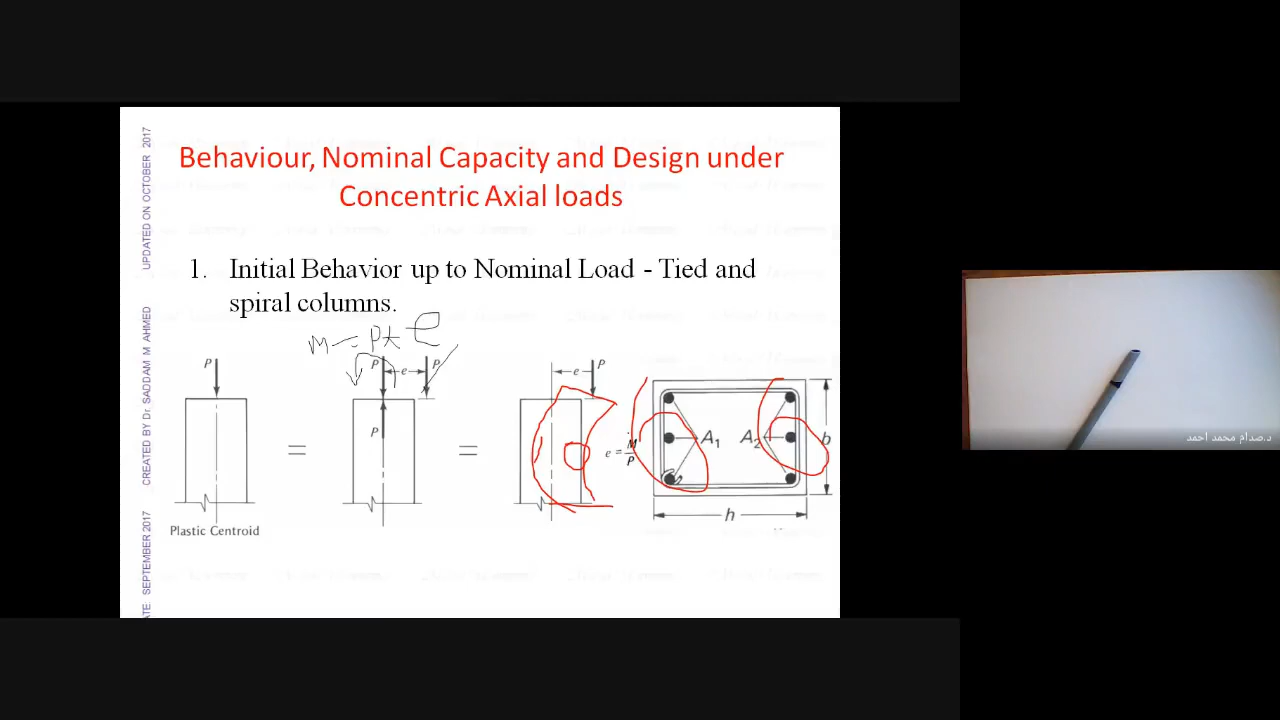 Behaviour, Nominal Capacity and Design under
Concentric Axial loads
1. Initial Behavior up to Nominal Load - Tied and
spiral columns.
M = P* e
P
P
e
P
P
e
P
e = M/P
A1
A2
b
h
Plastic Centroid
UPDATED ON OCTOBER 2017
CREATED BY Dr. SADDAM M AHMED
ATE SEPTEMBER 2017
د.صدام محمد احمد